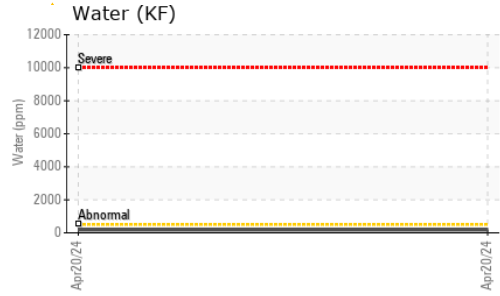 Water (KF)
12000
Severe
10000
8000
6000
4000
2000
Abnormal
0
Water (ppm)
Apr20/24
Apr20/24